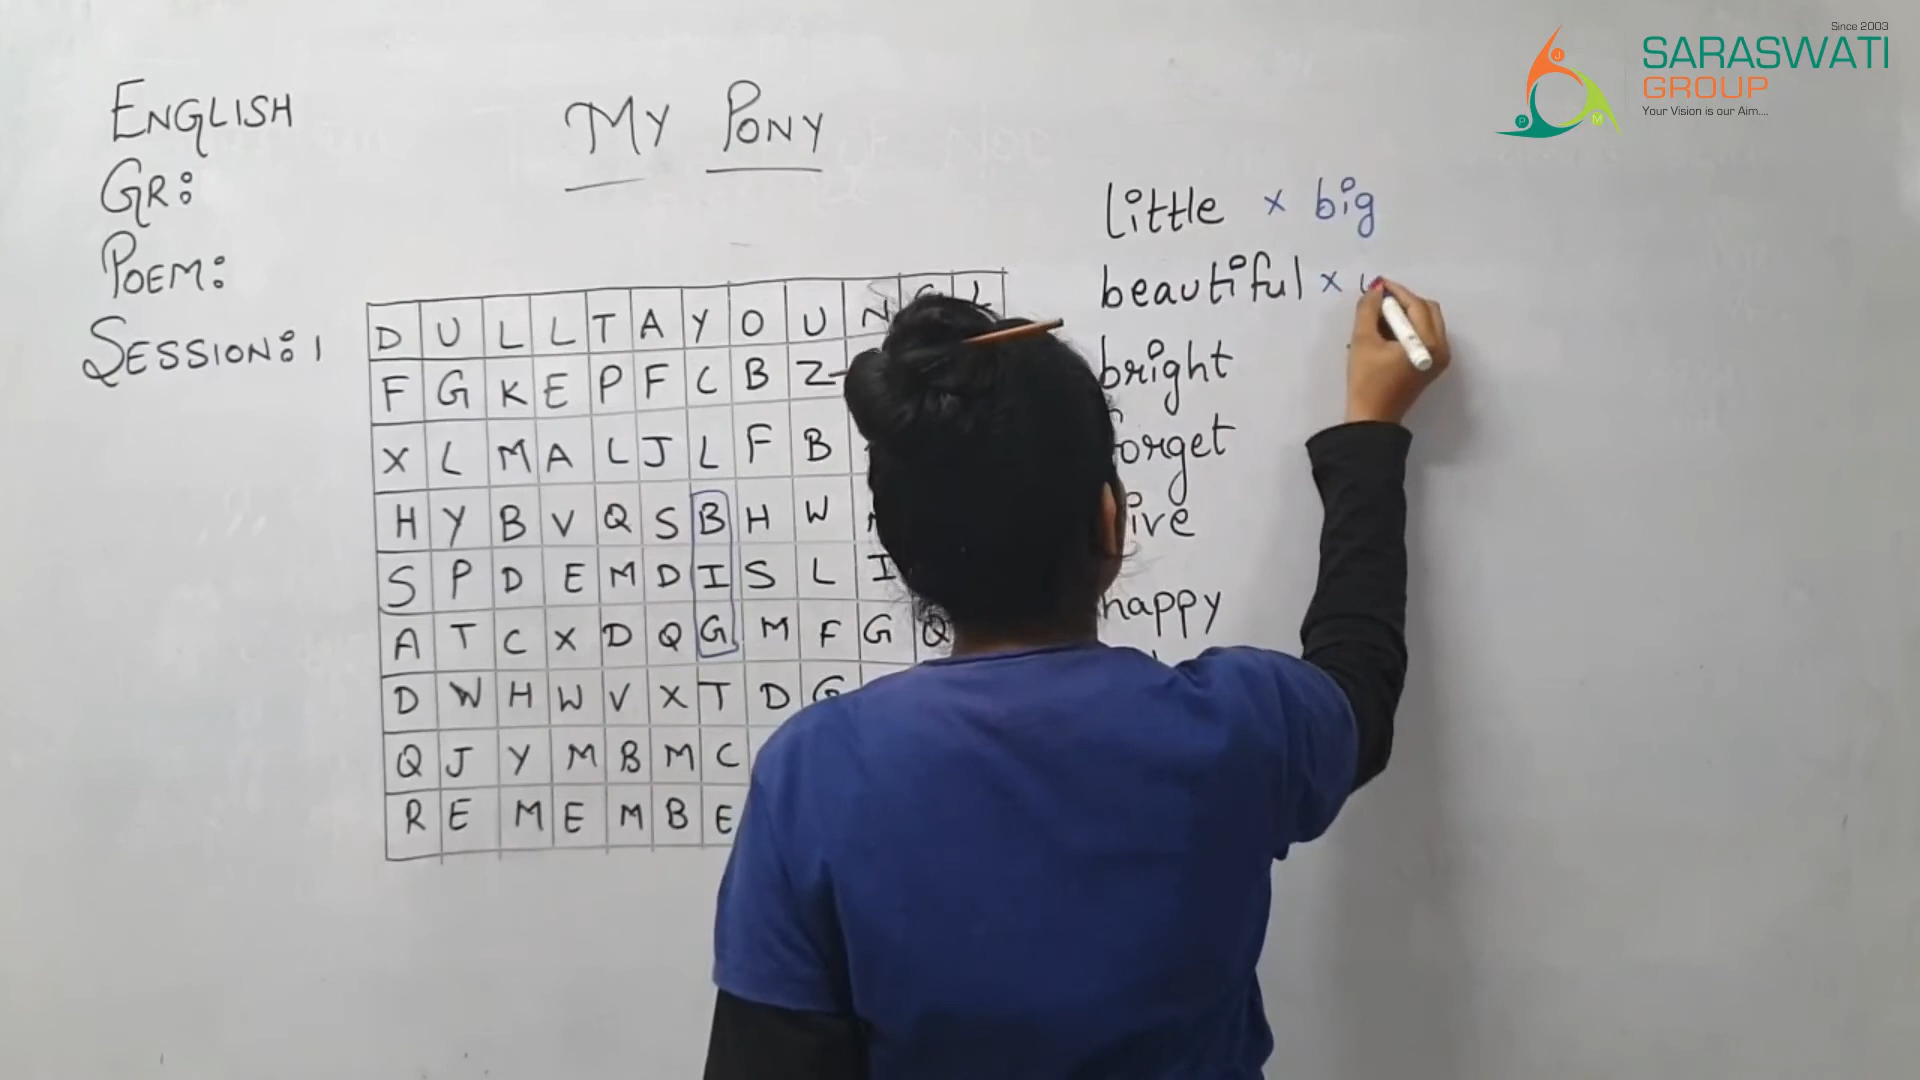 Since 2003
SARASWATI
GROUP
Your Vision is our Aim....
J
P
M
ENGLISH
GR:
POEM:
SESSION: 1
MY PONY
D U L L T A Y O U N
F G K E P F C B Z
X L M A L J L F B
H Y B V Q S B H W
S P D E M D I S L I
A T C X D Q G M F G Q
D W H W V X T D G
Q J Y M B M C
R E M E M B E
little × big
beautiful ×
bright
forget
ive
happy